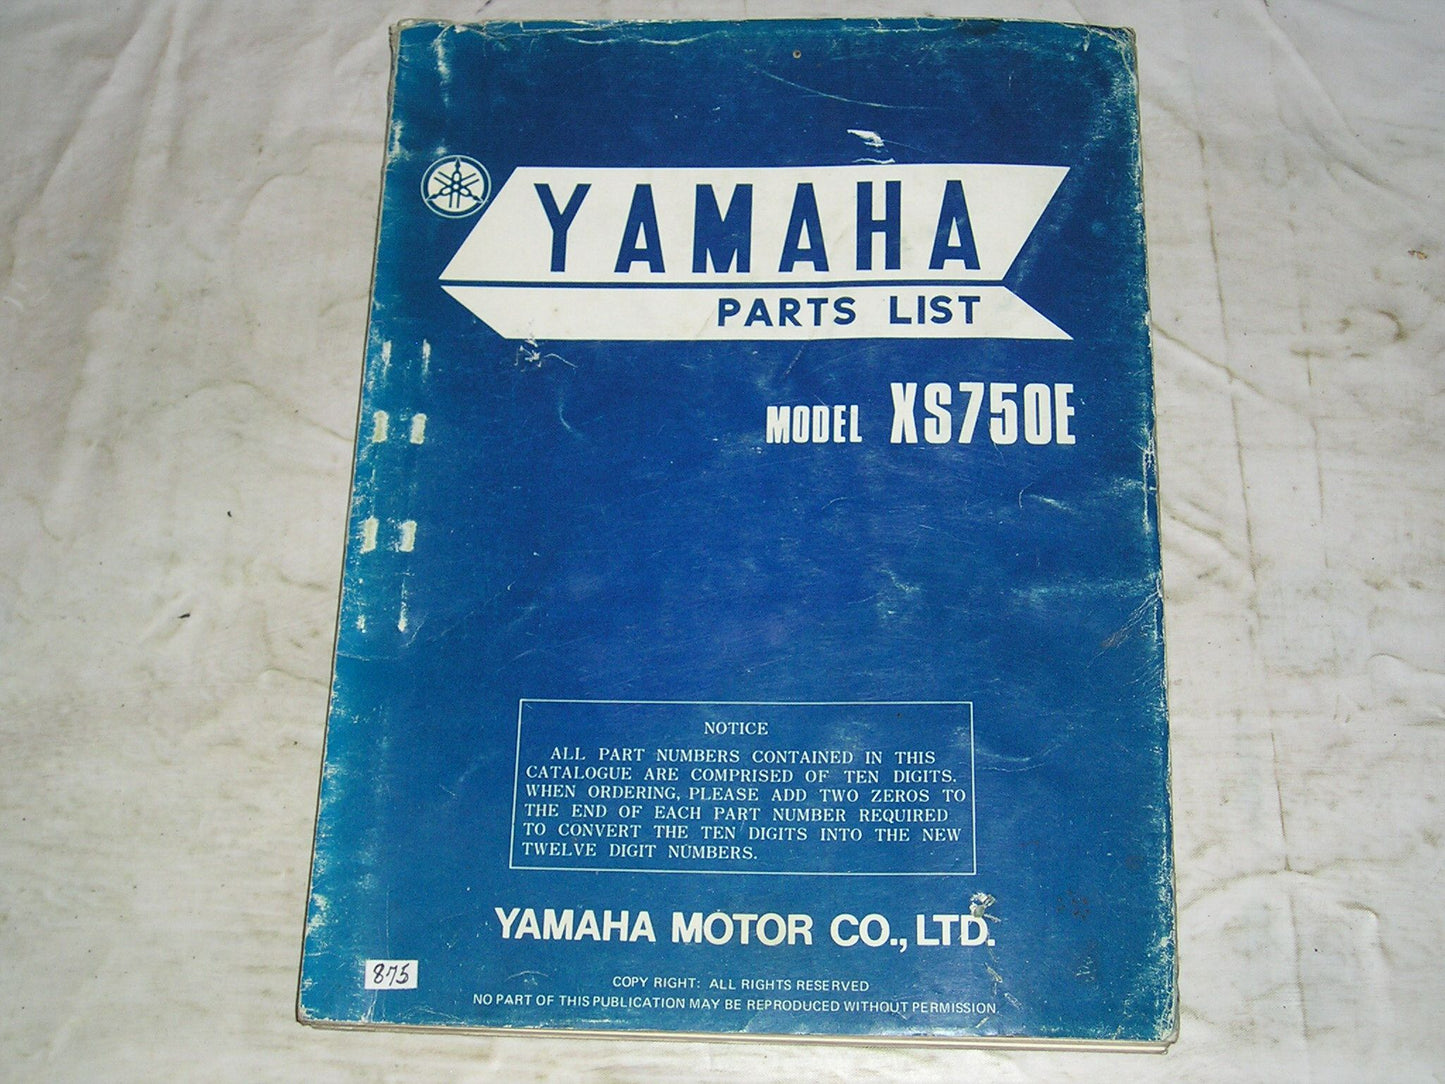 YAMAHA
PARTS LIST
MODEL XS750E
NOTICE
ALL PART NUMBERS CONTAINED IN THIS
CATALOGUE ARE COMPRISED OF TEN DIGITS.
WHEN ORDERING, PLEASE ADD TWO ZEROS TO
THE END OF EACH PART NUMBER REQUIRED
TO CONVERT THE TEN DIGITS INTO THE NEW
TWELVE DIGIT NUMBERS.
YAMAHA MOTOR CO., LTD.
875
COPY RIGHT: ALL RIGHTS RESERVED
NO PART OF THIS PUBLICATION MAY BE REPRODUCED WITHOUT PERMISSION.